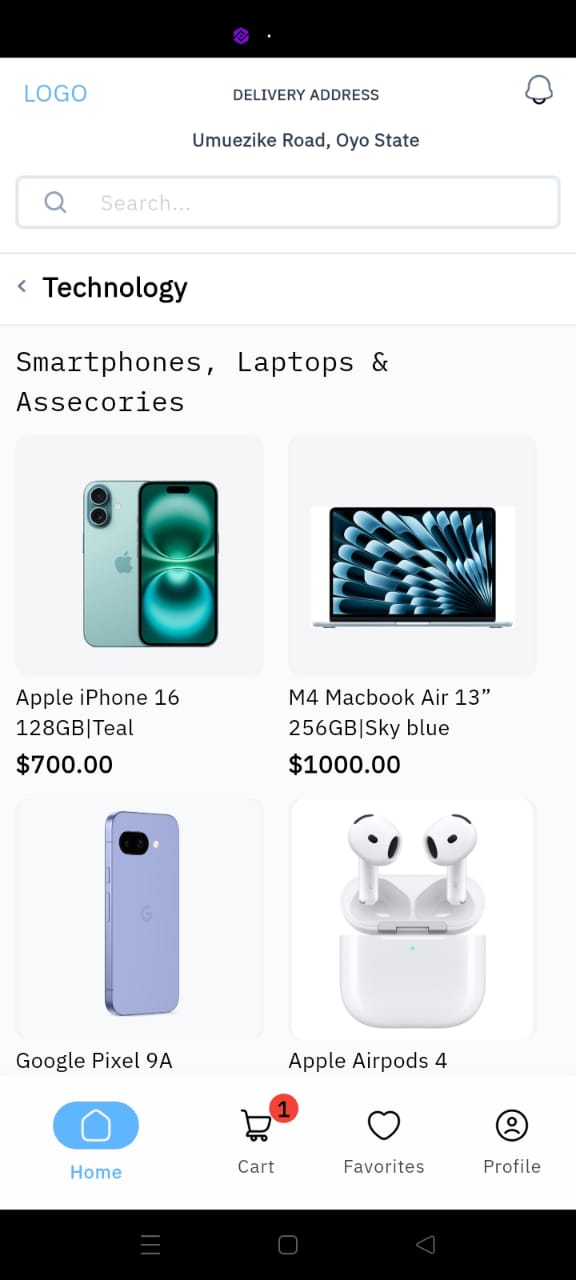 LOGO
DELIVERY ADDRESS
Umuezike Road, Oyo State
Search...
Technology
Smartphones, Laptops &
Assecories
Apple iPhone 16
128GB|Teal
$700.00
M4 Macbook Air 13”
256GB|Sky blue
$1000.00
Google Pixel 9A
Apple Airpods 4
1
Home
Cart
Favorites
Profile